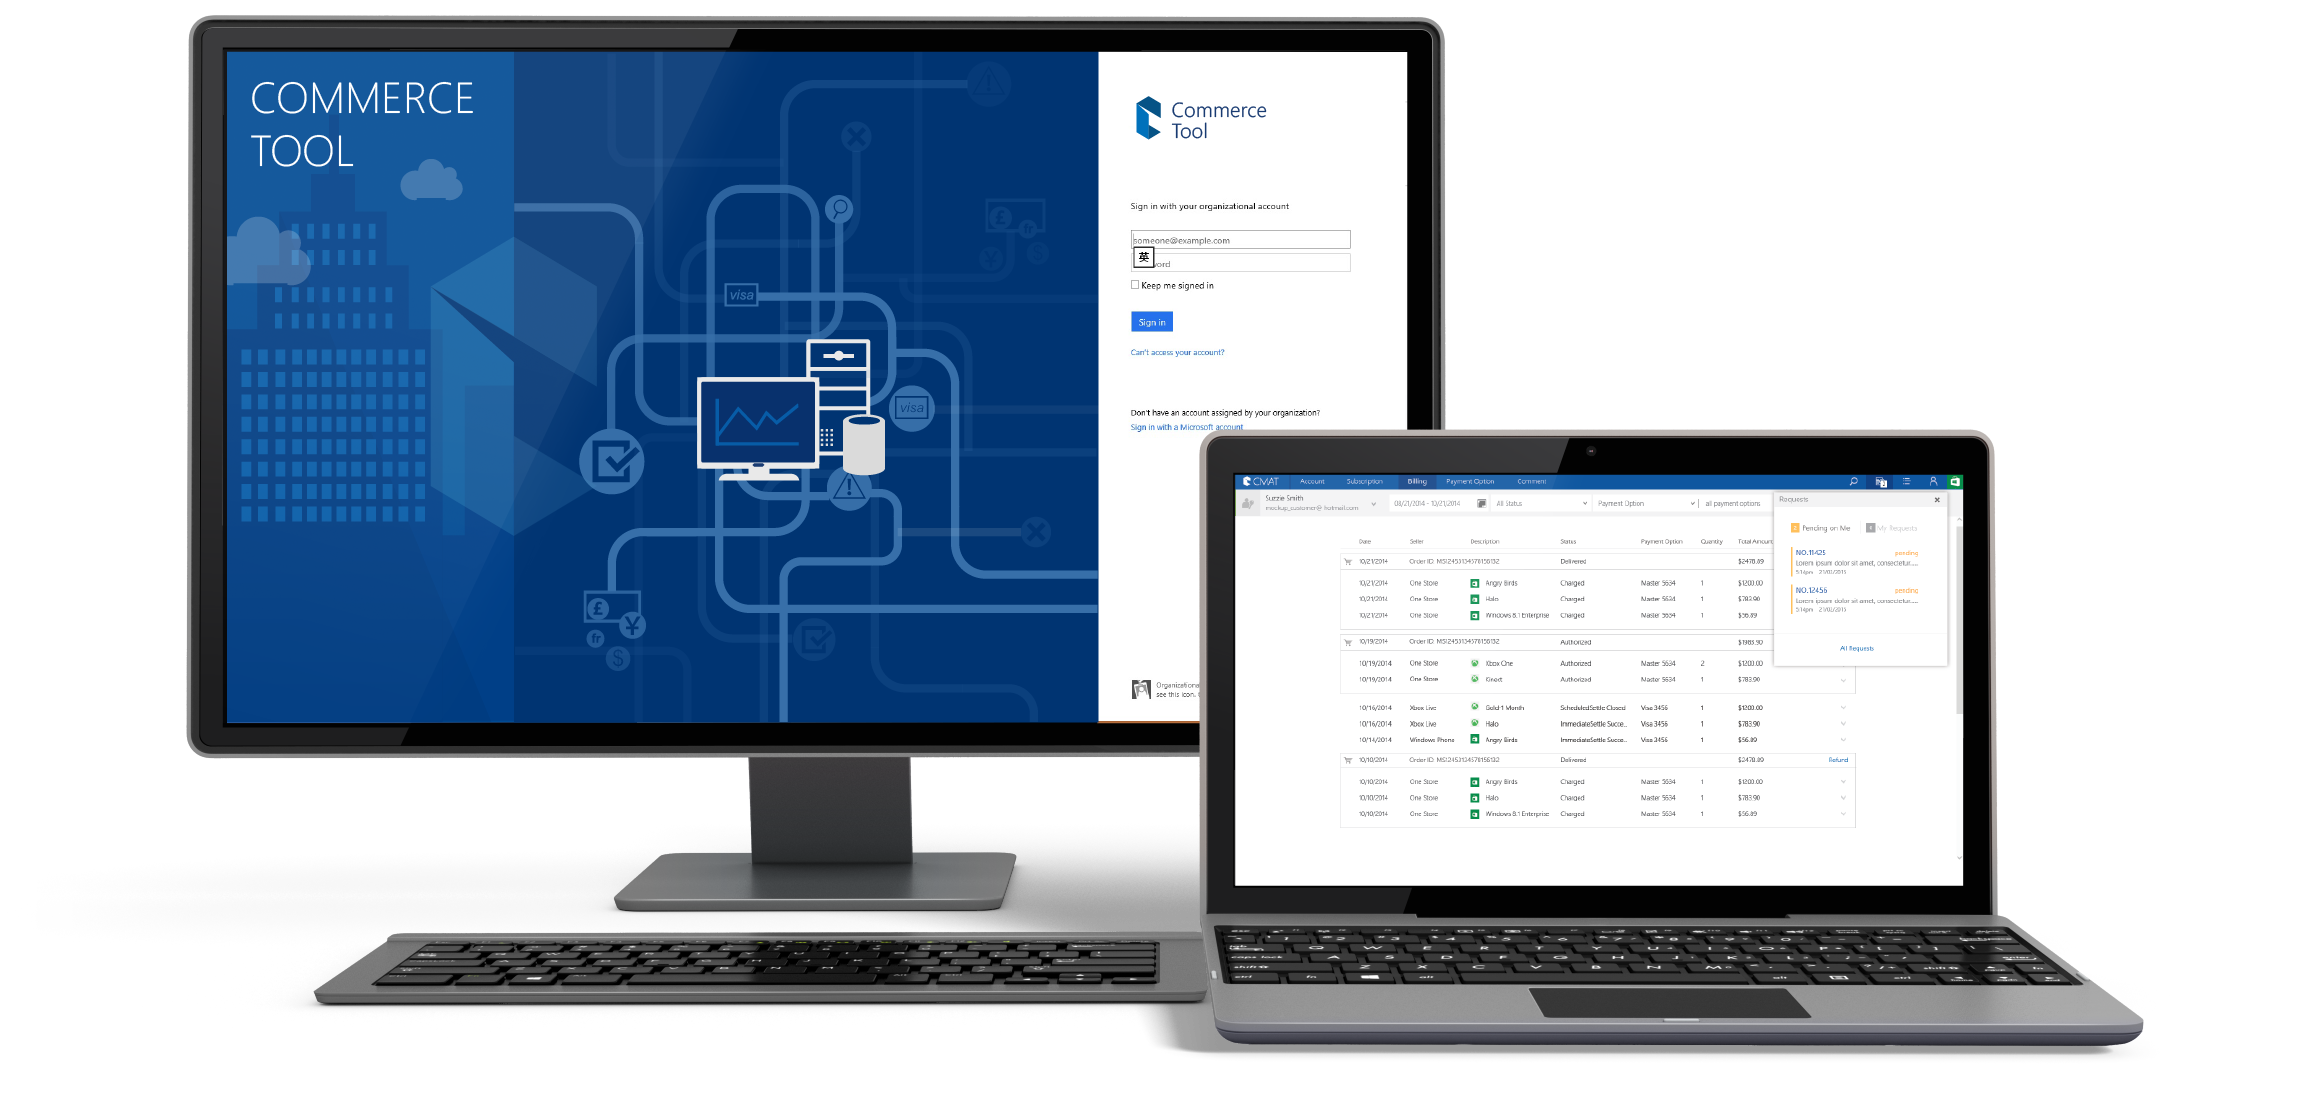 COMMERCE
TOOL
visa
visa
Commerce
Tool
Sign in with your organizational account
someone@example.com
英
word
Keep me signed in
Sign in
Can't access your account?
Don't have an account assigned by your organization?
Sign in with a Microsoft account
Organizational
see this icon.
CMAT Account Subscription Billing Payment Option Comment
Suzzie Smith
mockup_customer@hotmail.com
08/21/2014 - 10/21/2014 All Status Payment Option all payment options
Requests
Pending on Me My Requests
NO.11425 pending
Lorem ipsum dolor sit amet, consectetur....
5:14pm 21/02/2015
NO.12456 pending
Lorem ipsum dolor sit amet, consectetur....
5:14pm 21/02/2015
All Requests
Date Seller Description Status Payment Option Quantity Total Amount
10/21/2014 Order ID: MS12453134578156132 Delivered $2478.89
10/21/2014 One Store Angry Birds Charged Master 5634 1 $1200.00
10/21/2014 One Store Halo Charged Master 5634 1 $783.90
10/21/2014 One Store Windows 8.1 Enterprise Charged Master 5634 1 $56.89
10/19/2014 Order ID: MS12453134578156132 Authorized $1983.90
10/19/2014 One Store Xbox One Authorized Master 5634 2 $1200.00
10/19/2014 One Store Kinect Authorized Master 5634 1 $783.90
10/16/2014 Xbox Live Gold 1 Month ScheduledSettle Closed Visa 3456 1 $1200.00
10/16/2014 Xbox Live Halo ImmediateSettle Succe... Visa 3456 1 $783.90
10/14/2014 Windows Phone Angry Birds ImmediateSettle Succe... Visa 3456 1 $56.89
10/10/2014 Order ID: MS12453134578156132 Delivered $2478.89 Refund
10/10/2014 One Store Angry Birds Charged Master 5634 1 $1200.00
10/10/2014 One Store Halo Charged Master 5634 1 $783.90
10/10/2014 One Store Windows 8.1 Enterprise Charged Master 5634 1 $56.89